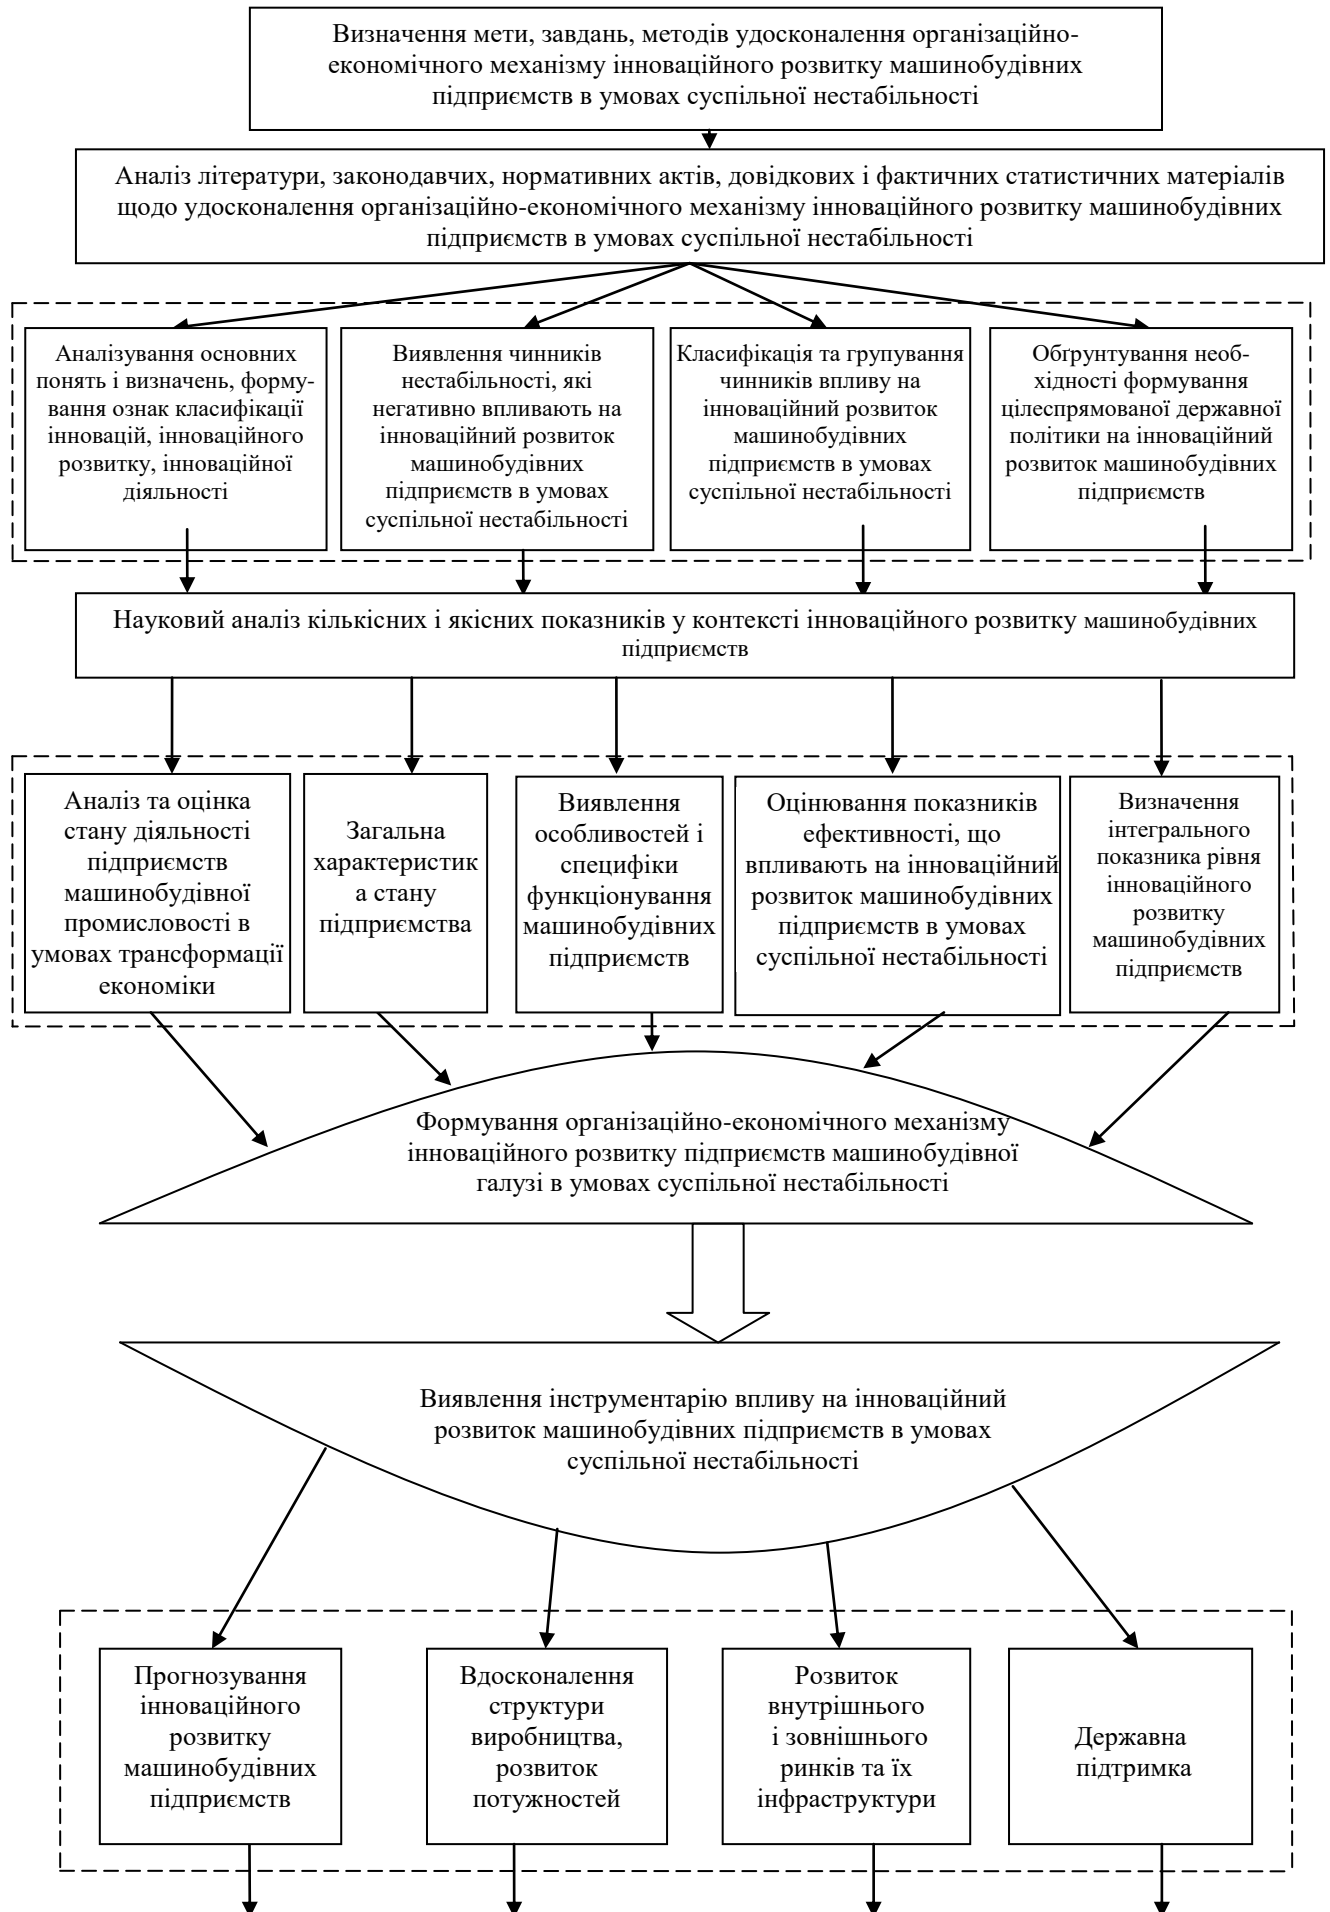 Визначення мети, завдань, методів удосконалення організаційно-
економічного механізму інноваційного розвитку машинобудівних
підприємств в умовах суспільної нестабільності
Аналіз літератури, законодавчих, нормативних актів, довідкових і фактичних статистичних матеріалів
щодо удосконалення організаційно-економічного механізму інноваційного розвитку машинобудівних
підприємств в умовах суспільної нестабільності
Аналізування основних
понять і визначень, форму-
вання ознак класифікації
інновацій, інноваційного
розвитку, інноваційної
діяльності
Виявлення чинників
нестабільності, які
негативно впливають на
інноваційний розвиток
машинобудівних
підприємств в умовах
суспільної нестабільності
Класифікація та групування
чинників впливу на
інноваційний розвиток
машинобудівних
підприємств в умовах
суспільної нестабільності
Обґрунтування необ-
хідності формування
цілеспрямованої державної
політики на інноваційний
розвиток машинобудівних
підприємств
Науковий аналіз кількісних і якісних показників у контексті інноваційного розвитку машинобудівних
підприємств
Аналіз та оцінка
стану діяльності
підприємств
машинобудівної
промисловості в
умовах трансформації
економіки
Загальна
характеристик
а стану
підприємства
Виявлення
особливостей і
специфіки
функціонування
машинобудівних
підприємств
Оцінювання показників
ефективності, що
впливають на інноваційний
розвиток машинобудівних
підприємств в умовах
суспільної нестабільності
Визначення
інтегрального
показника рівня
інноваційного
розвитку
машинобудівних
підприємств
Формування організаційно-економічного механізму
інноваційного розвитку підприємств машинобудівної
галузі в умовах суспільної нестабільності
Виявлення інструментарію впливу на інноваційний
розвиток машинобудівних підприємств в умовах
суспільної нестабільності
Прогнозування
інноваційного
розвитку
машинобудівних
підприємств
Вдосконалення
структури
виробництва,
розвиток
потужностей
Розвиток
внутрішнього
і зовнішнього
ринків та їх
інфраструктури
Державна
підтримка